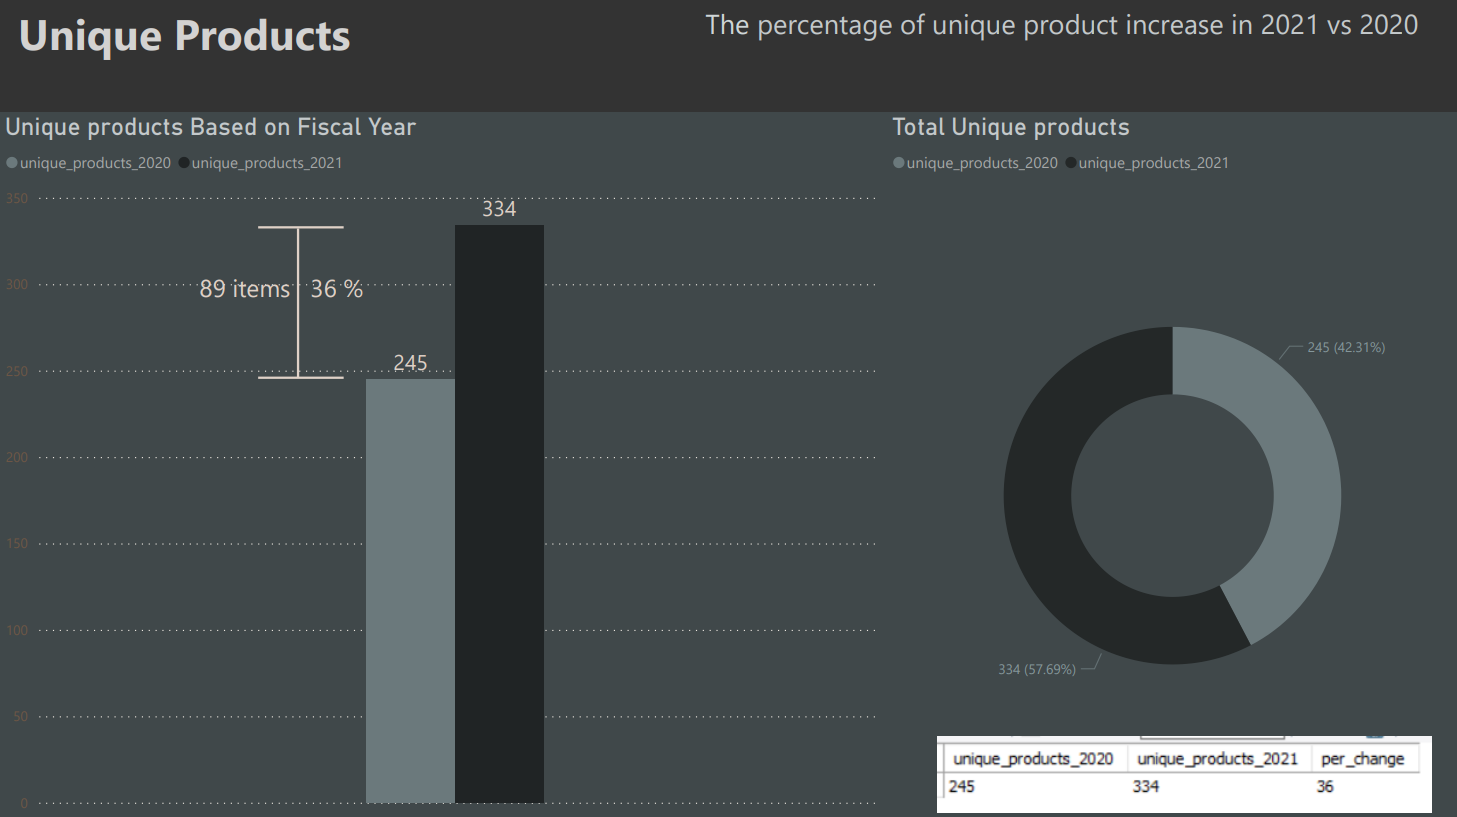 Unique Products
The percentage of unique product increase in 2021 vs 2020
Unique products Based on Fiscal Year
unique_products_2020 unique_products_2021
350
300
250
200
150
100
50
0
334
89 items
36 %
245
Total Unique products
unique_products_2020 unique_products_2021
245 (42.31%)
334 (57.69%)
unique_products_2020 unique_products_2021 per_change
245 334 36